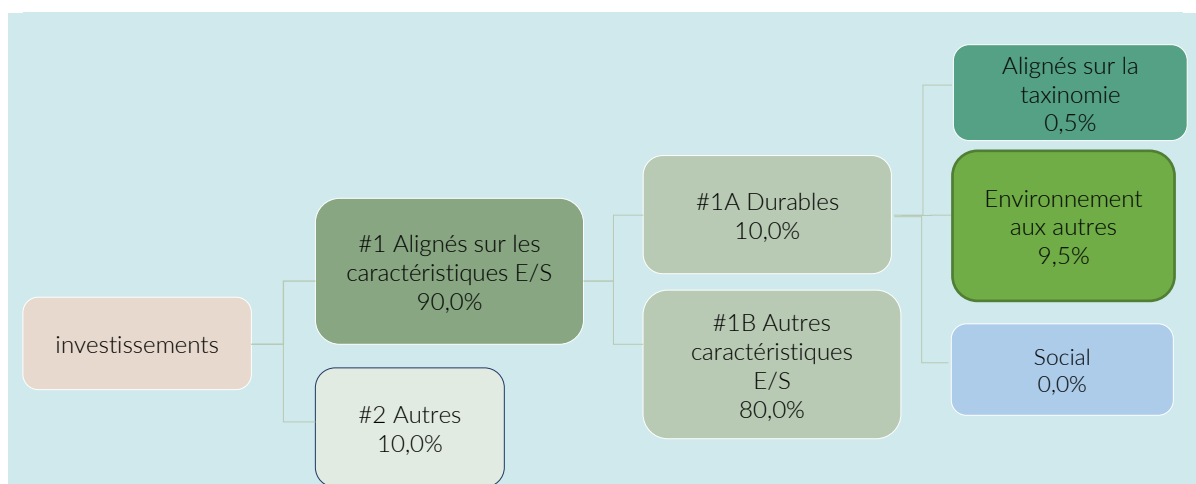 investissements
#1 Alignés sur les
caractéristiques E/S
90,0%
#2 Autres
10,0%
#1A Durables
10,0%
#1B Autres
caractéristiques
E/S
80,0%
Alignés sur la
taxinomie
0,5%
Environnement
aux autres
9,5%
Social
0,0%